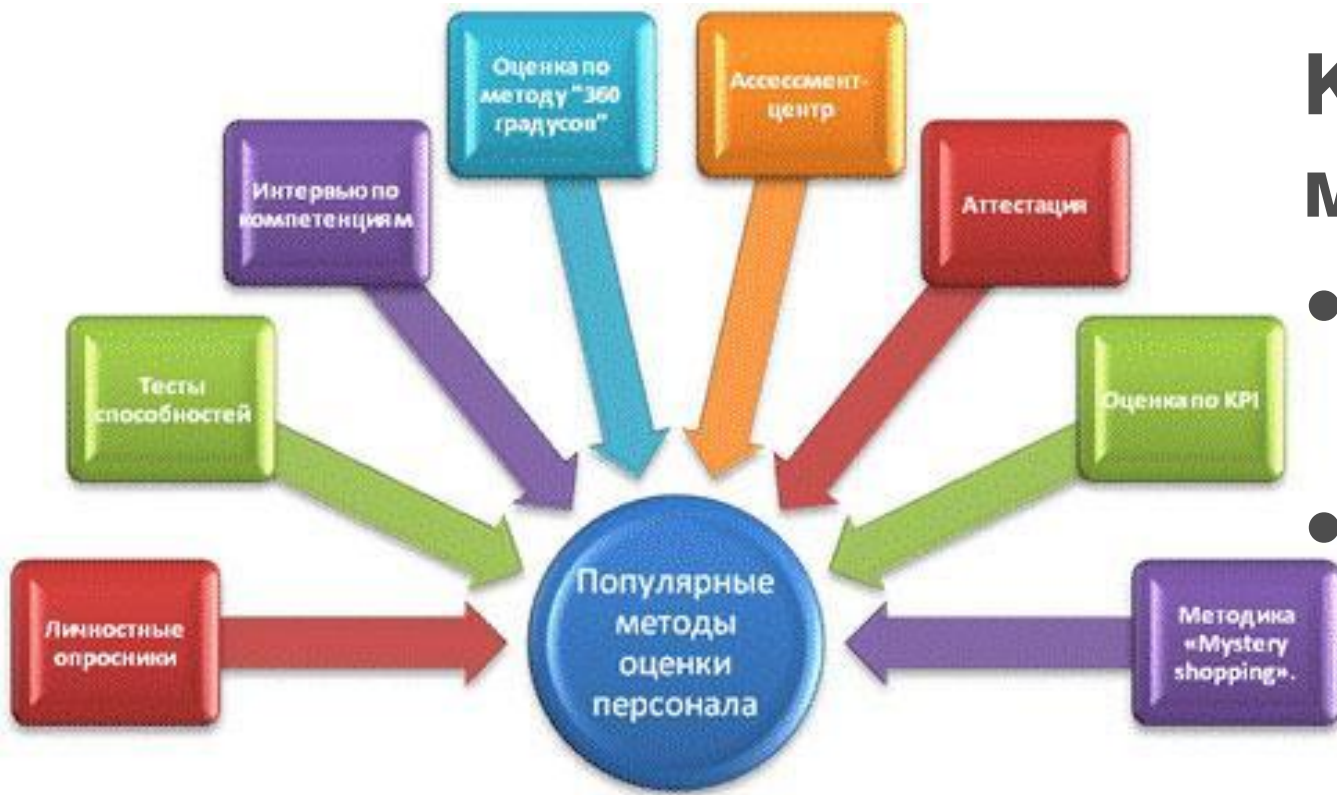 Оценка по
методу "360
градусов"
Ассессмент-
центр
Интервью по
компетенциям
Аттестация
Тесты
способностей
Оценка по KPI
Личностные
опросники
Методика
«Mystery
shopping».
Популярные
методы
оценки
персонала